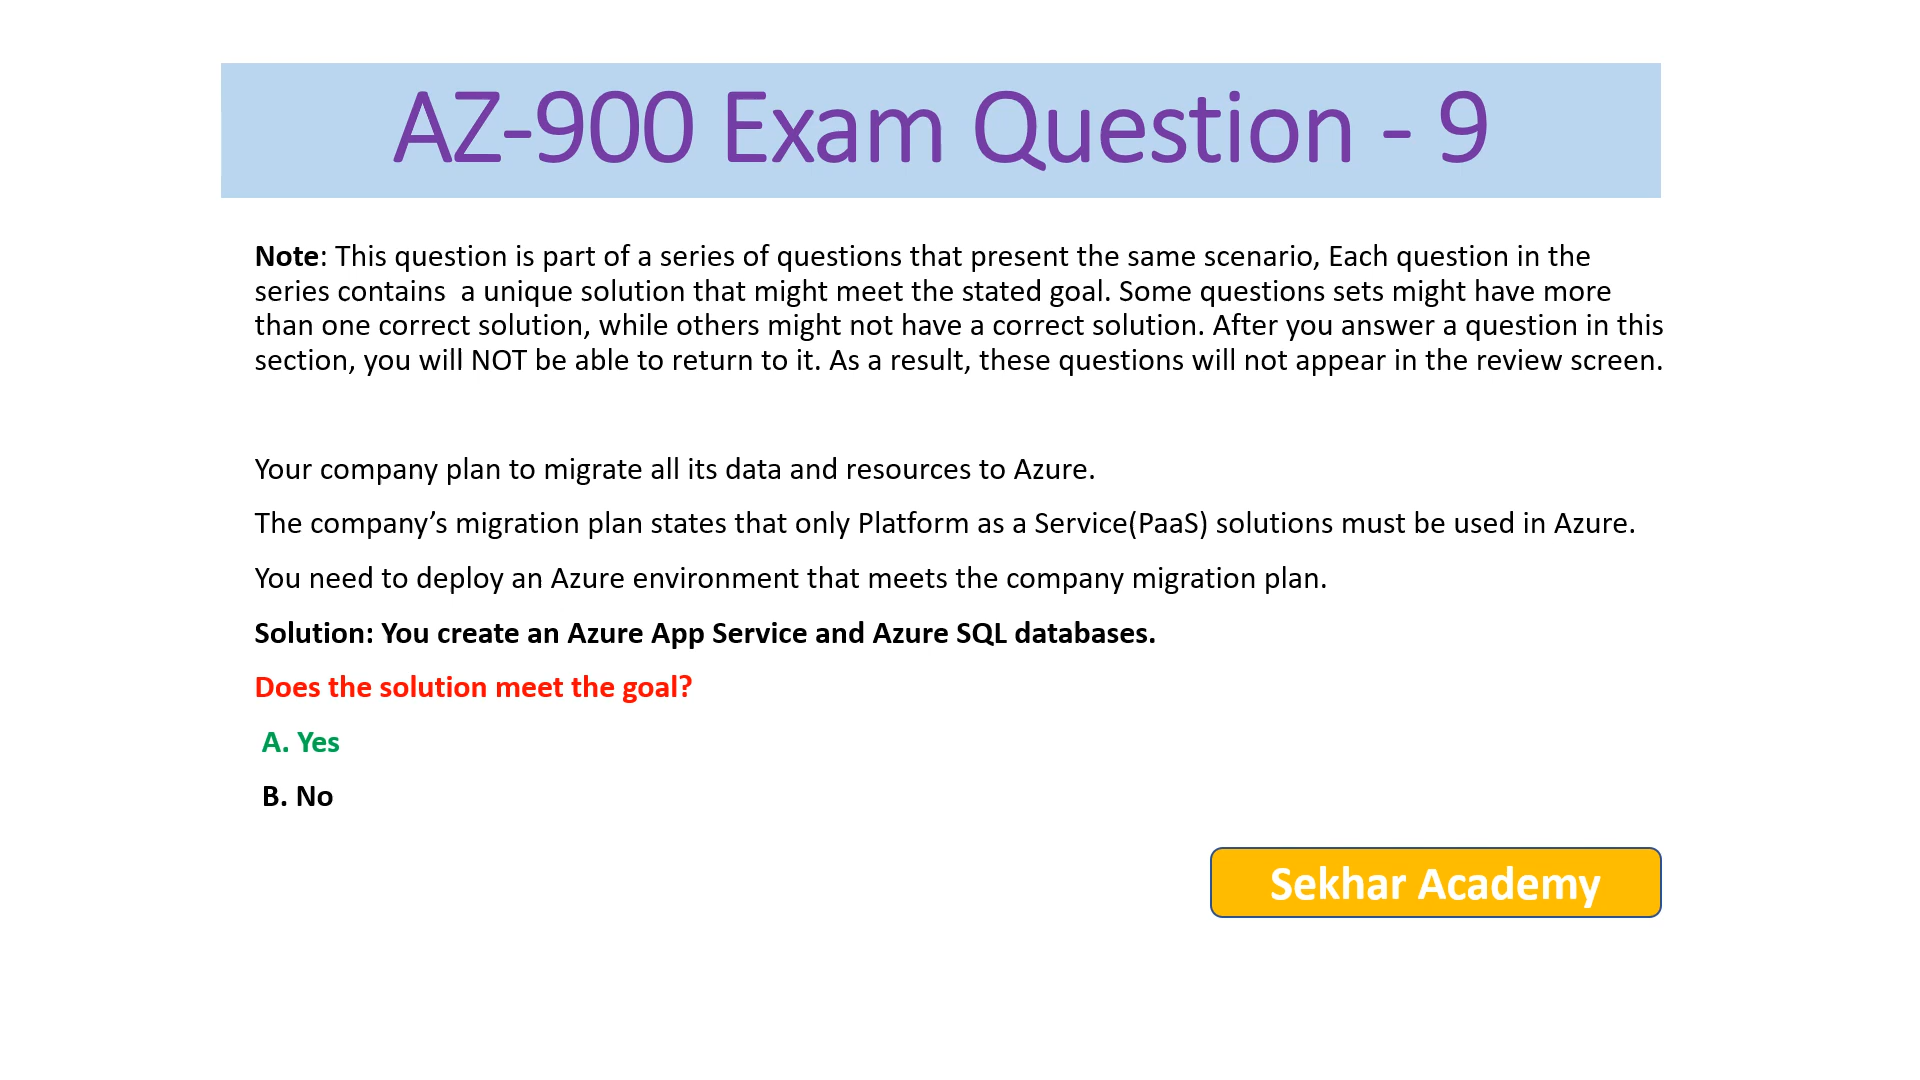 AZ-900 Exam Question - 9
Note: This question is part of a series of questions that present the same scenario, Each question in the
series contains  a unique solution that might meet the stated goal. Some questions sets might have more
than one correct solution, while others might not have a correct solution. After you answer a question in this
section, you will NOT be able to return to it. As a result, these questions will not appear in the review screen.
Your company plan to migrate all its data and resources to Azure.
The company’s migration plan states that only Platform as a Service(PaaS) solutions must be used in Azure.
You need to deploy an Azure environment that meets the company migration plan.
Solution: You create an Azure App Service and Azure SQL databases.
Does the solution meet the goal?
A. Yes
B. No
Sekhar Academy